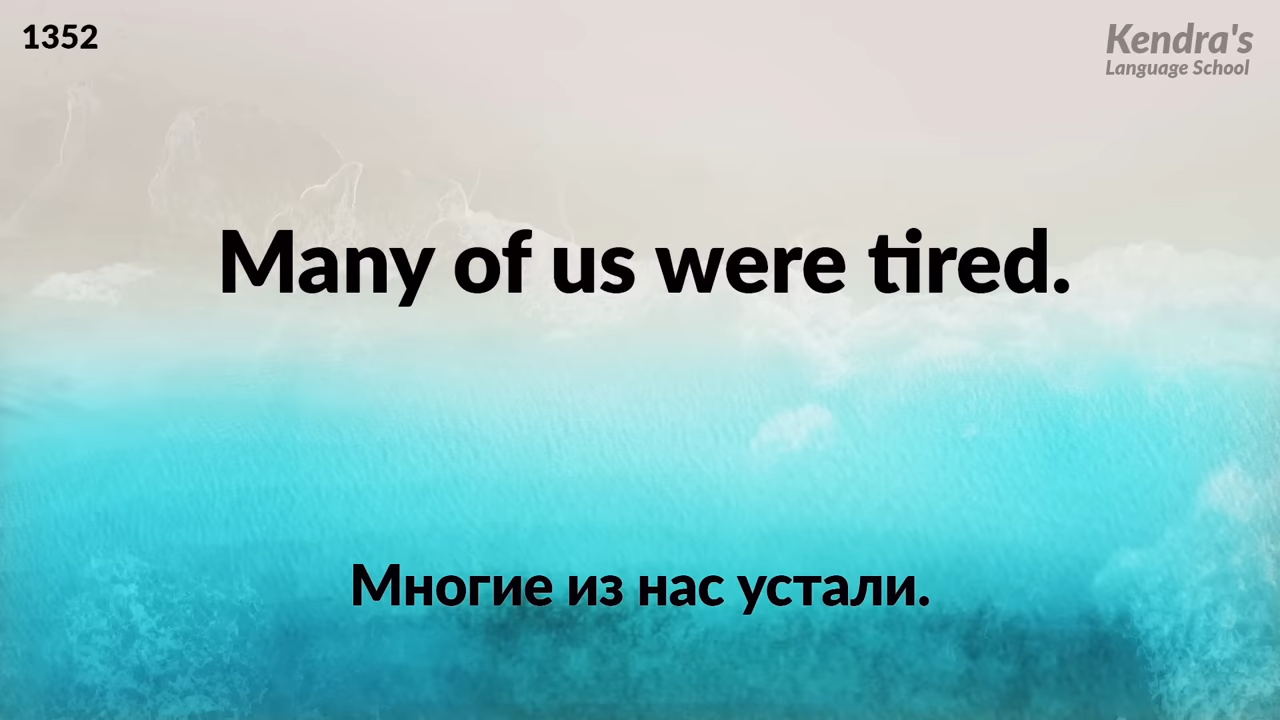 1352
Kendra's
Language School
Many of us were tired.
Многие из нас устали.